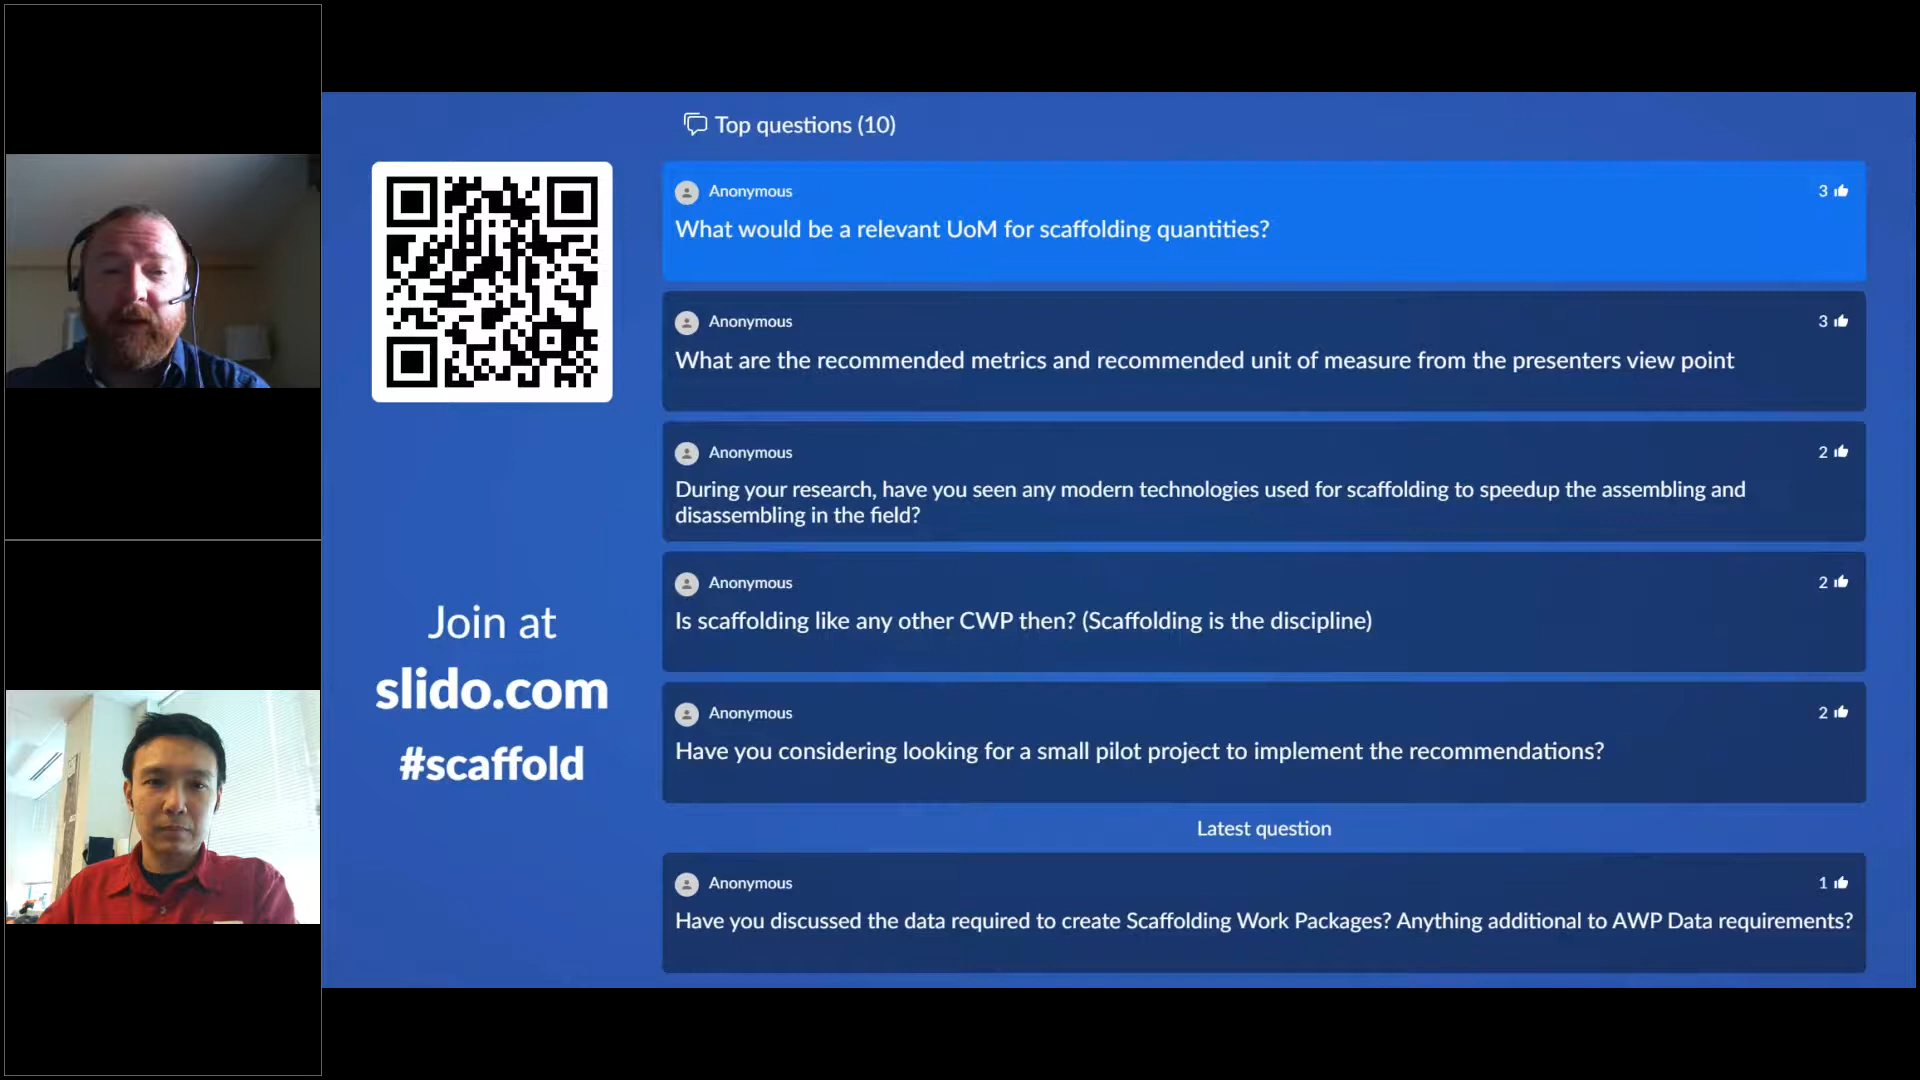 Top questions (10)
Anonymous
3
What would be a relevant UoM for scaffolding quantities?
Anonymous
3
What are the recommended metrics and recommended unit of measure from the presenters view point
Anonymous
2
During your research, have you seen any modern technologies used for scaffolding to speedup the assembling and
disassembling in the field?
Anonymous
2
Is scaffolding like any other CWP then? (Scaffolding is the discipline)
Anonymous
2
Have you considering looking for a small pilot project to implement the recommendations?
Latest question
Anonymous
1
Have you discussed the data required to create Scaffolding Work Packages? Anything additional to AWP Data requirements?
Join at
slido.com
#scaffold